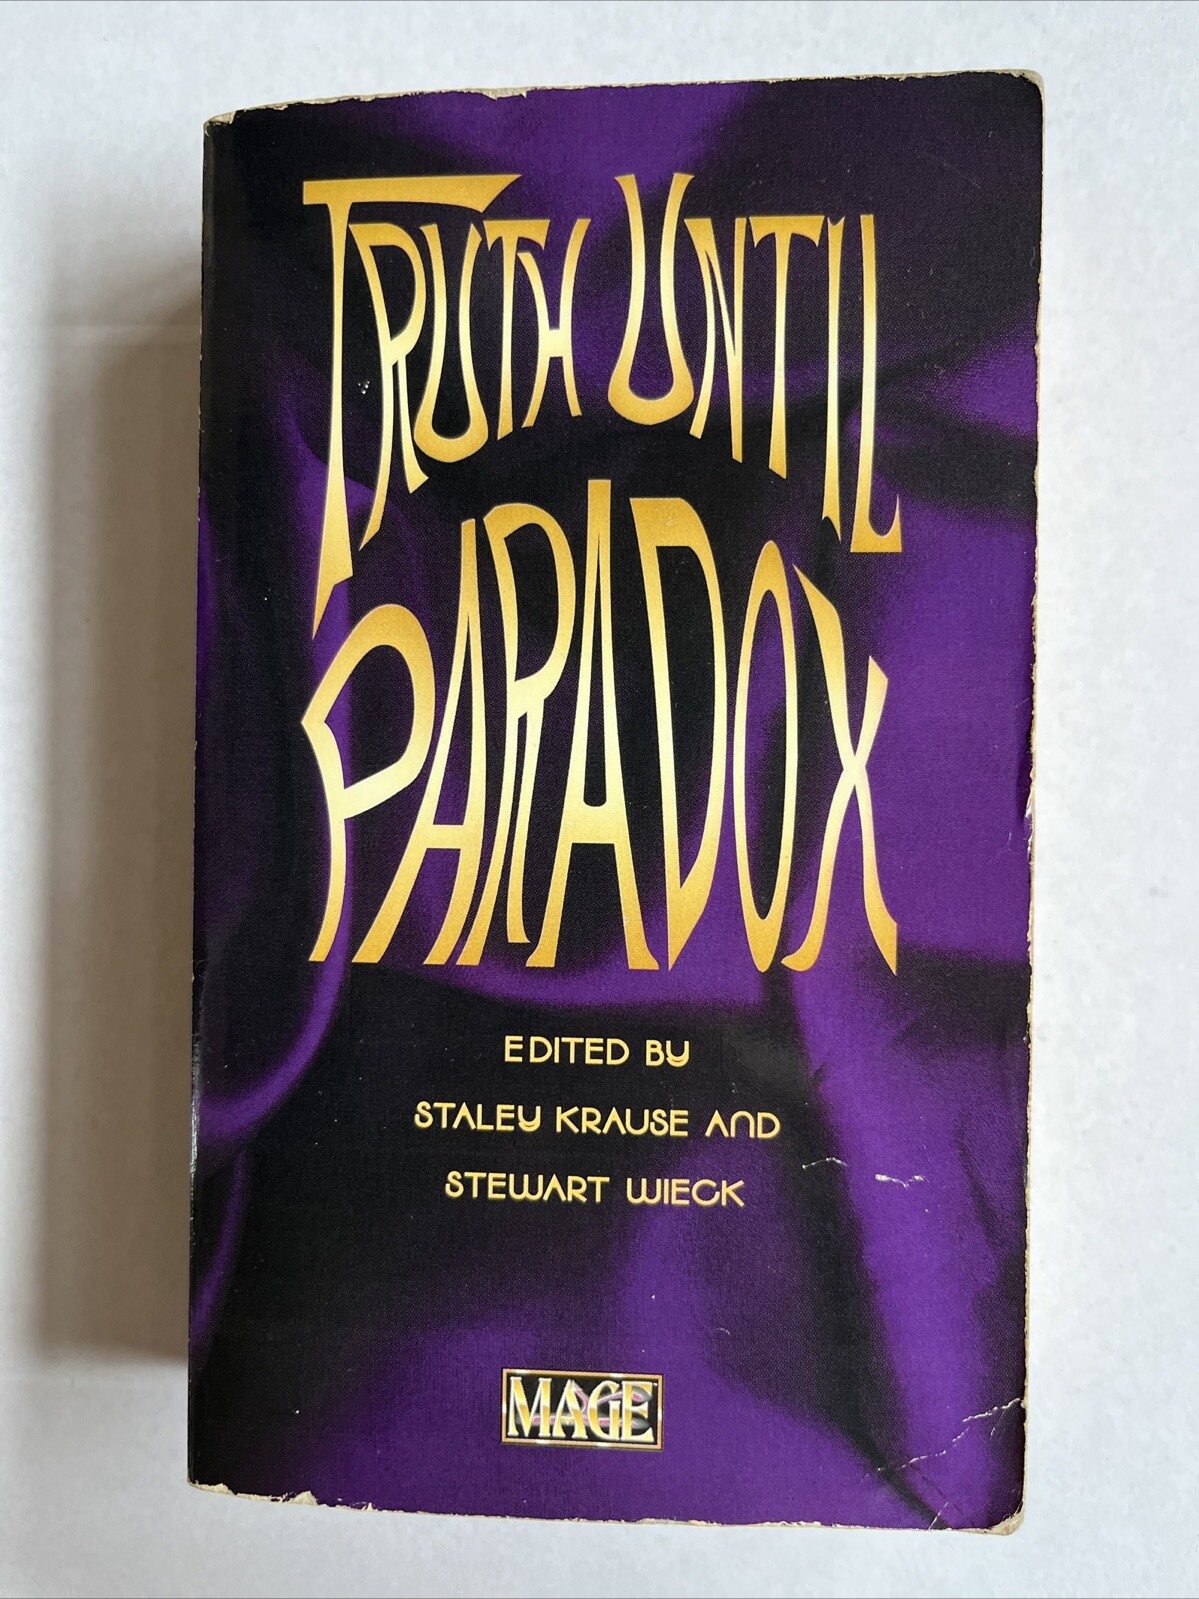 TRUTH UNTIL
PARADOX
EDITED BY
STALEY KRAUSE AND
STEWART WIECK
MAGE